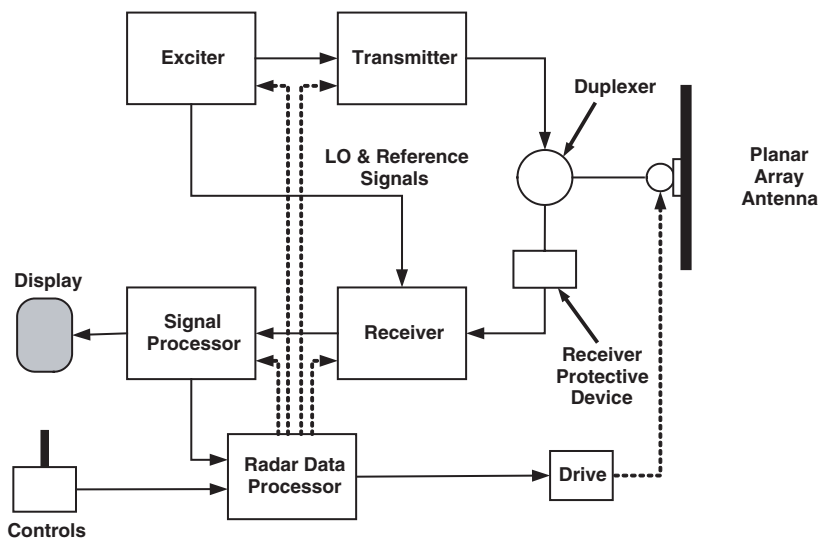 Exciter
Transmitter
Duplexer
LO & Reference
Signals
Planar
Array
Antenna
Display
Signal
Processor
Receiver
Receiver
Protective
Device
Radar Data
Processor
Drive
Controls